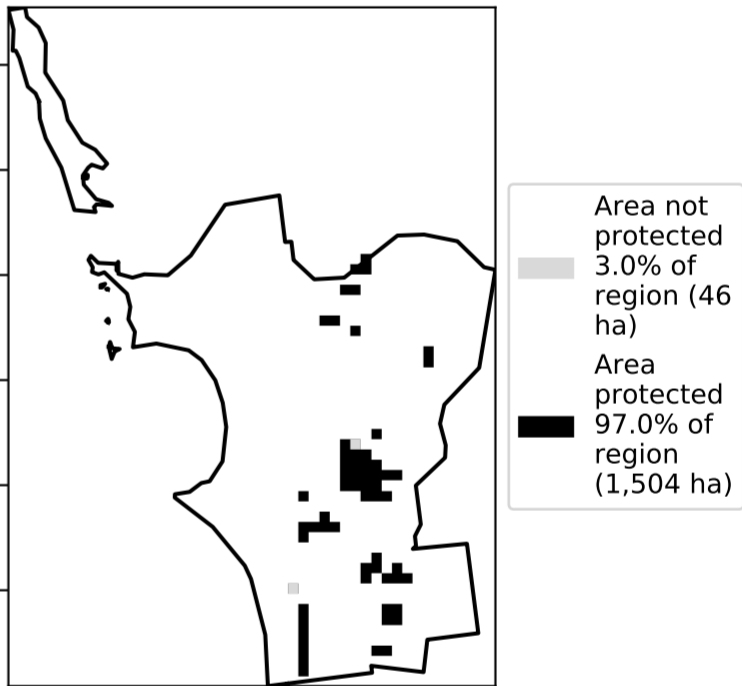 Area not
protected
3.0% of
region (46
ha)
Area
protected
97.0% of
region
(1,504 ha)